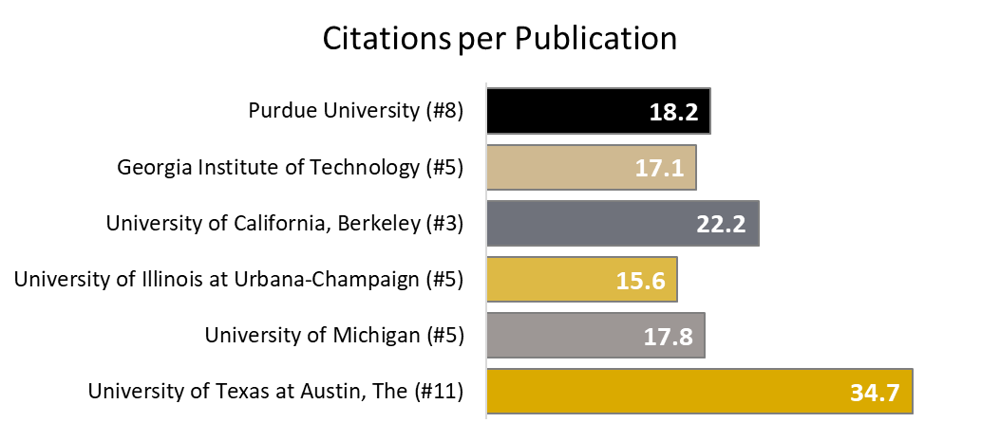 Citations per Publication
Purdue University (#8) 18.2
Georgia Institute of Technology (#5) 17.1
University of California, Berkeley (#3) 22.2
University of Illinois at Urbana-Champaign (#5) 15.6
University of Michigan (#5) 17.8
University of Texas at Austin, The (#11) 34.7